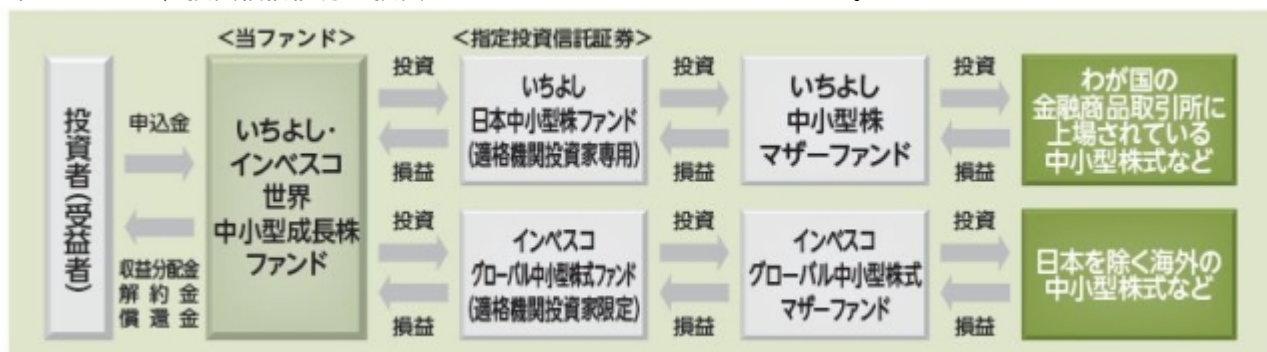 <当ファンド>
<指定投資信託証券>
投資者(受益者)
申込金
収益分配金
解約金
償還金
いちよし・
インベスコ
世界
中小型成長株
ファンド
投資
損益
いちよし
日本中小型株ファンド
(適格機関投資家専用)
投資
損益
いちよし
中小型株
マザーファンド
投資
損益
わが国の
金融商品取引所に
上場されている
中小型株式など
投資
損益
インベスコ
グローバル中小型株式ファンド
(適格機関投資家限定)
投資
損益
インベスコ
グローバル中小型株式
マザーファンド
投資
損益
日本を除く海外の
中小型株式など